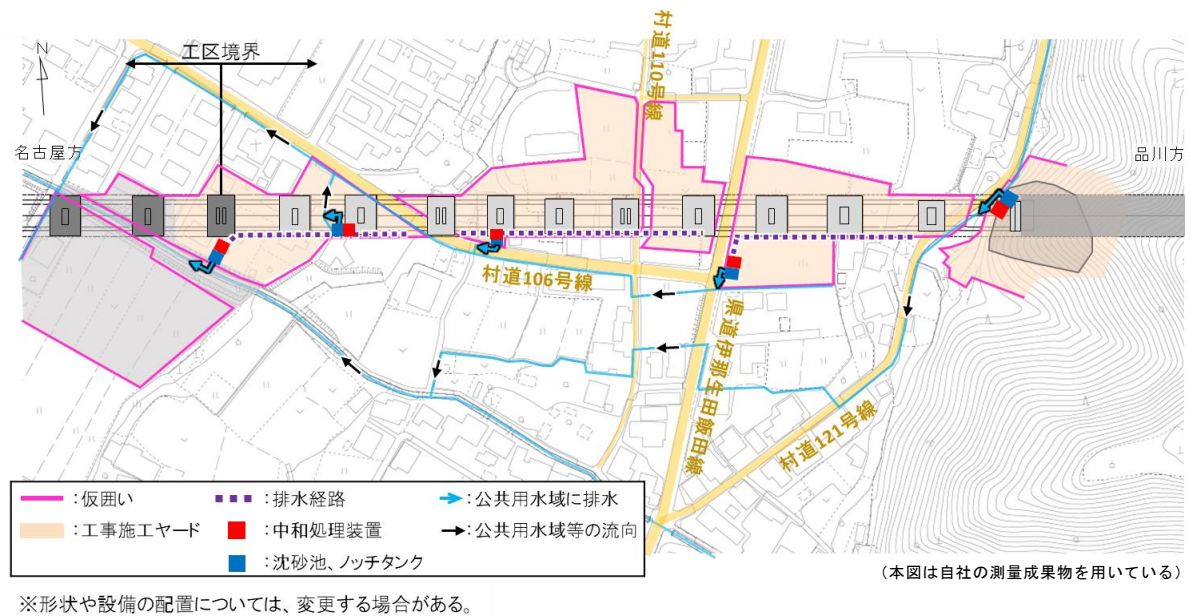 村道110号線
工区境界
N
名古屋方
品川方
村道106号線
県道伊那生田飯田線
村道121号線
:仮囲い
:排水経路
:公共用水域に排水
:工事施工ヤード
:中和処理装置
:公共用水域等の流向
:沈砂池、ノッチタンク
(本図は自社の測量成果物を用いている)
※形状や設備の配置については、変更する場合がある。